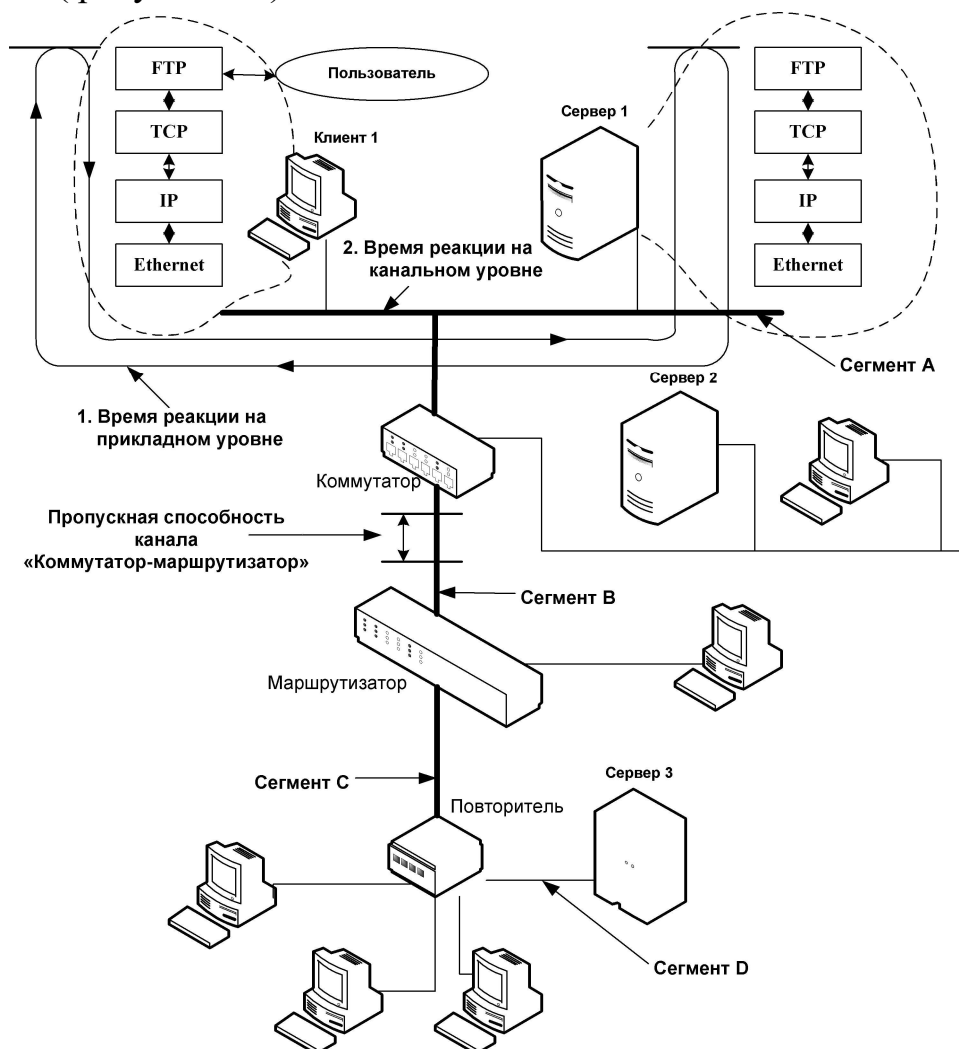 FTP
TCP
IP
Ethernet
Пользователь
Клиент 1
Сервер 1
FTP
TCP
IP
Ethernet
2. Время реакции на
канальном уровне
Сегмент А
1. Время реакции на
прикладном уровне
Сервер 2
Коммутатор
Пропускная способность
канала
«Коммутатор-маршрутизатор»
Сегмент В
Маршрутизатор
Сегмент С
Повторитель
Сервер 3
Сегмент D